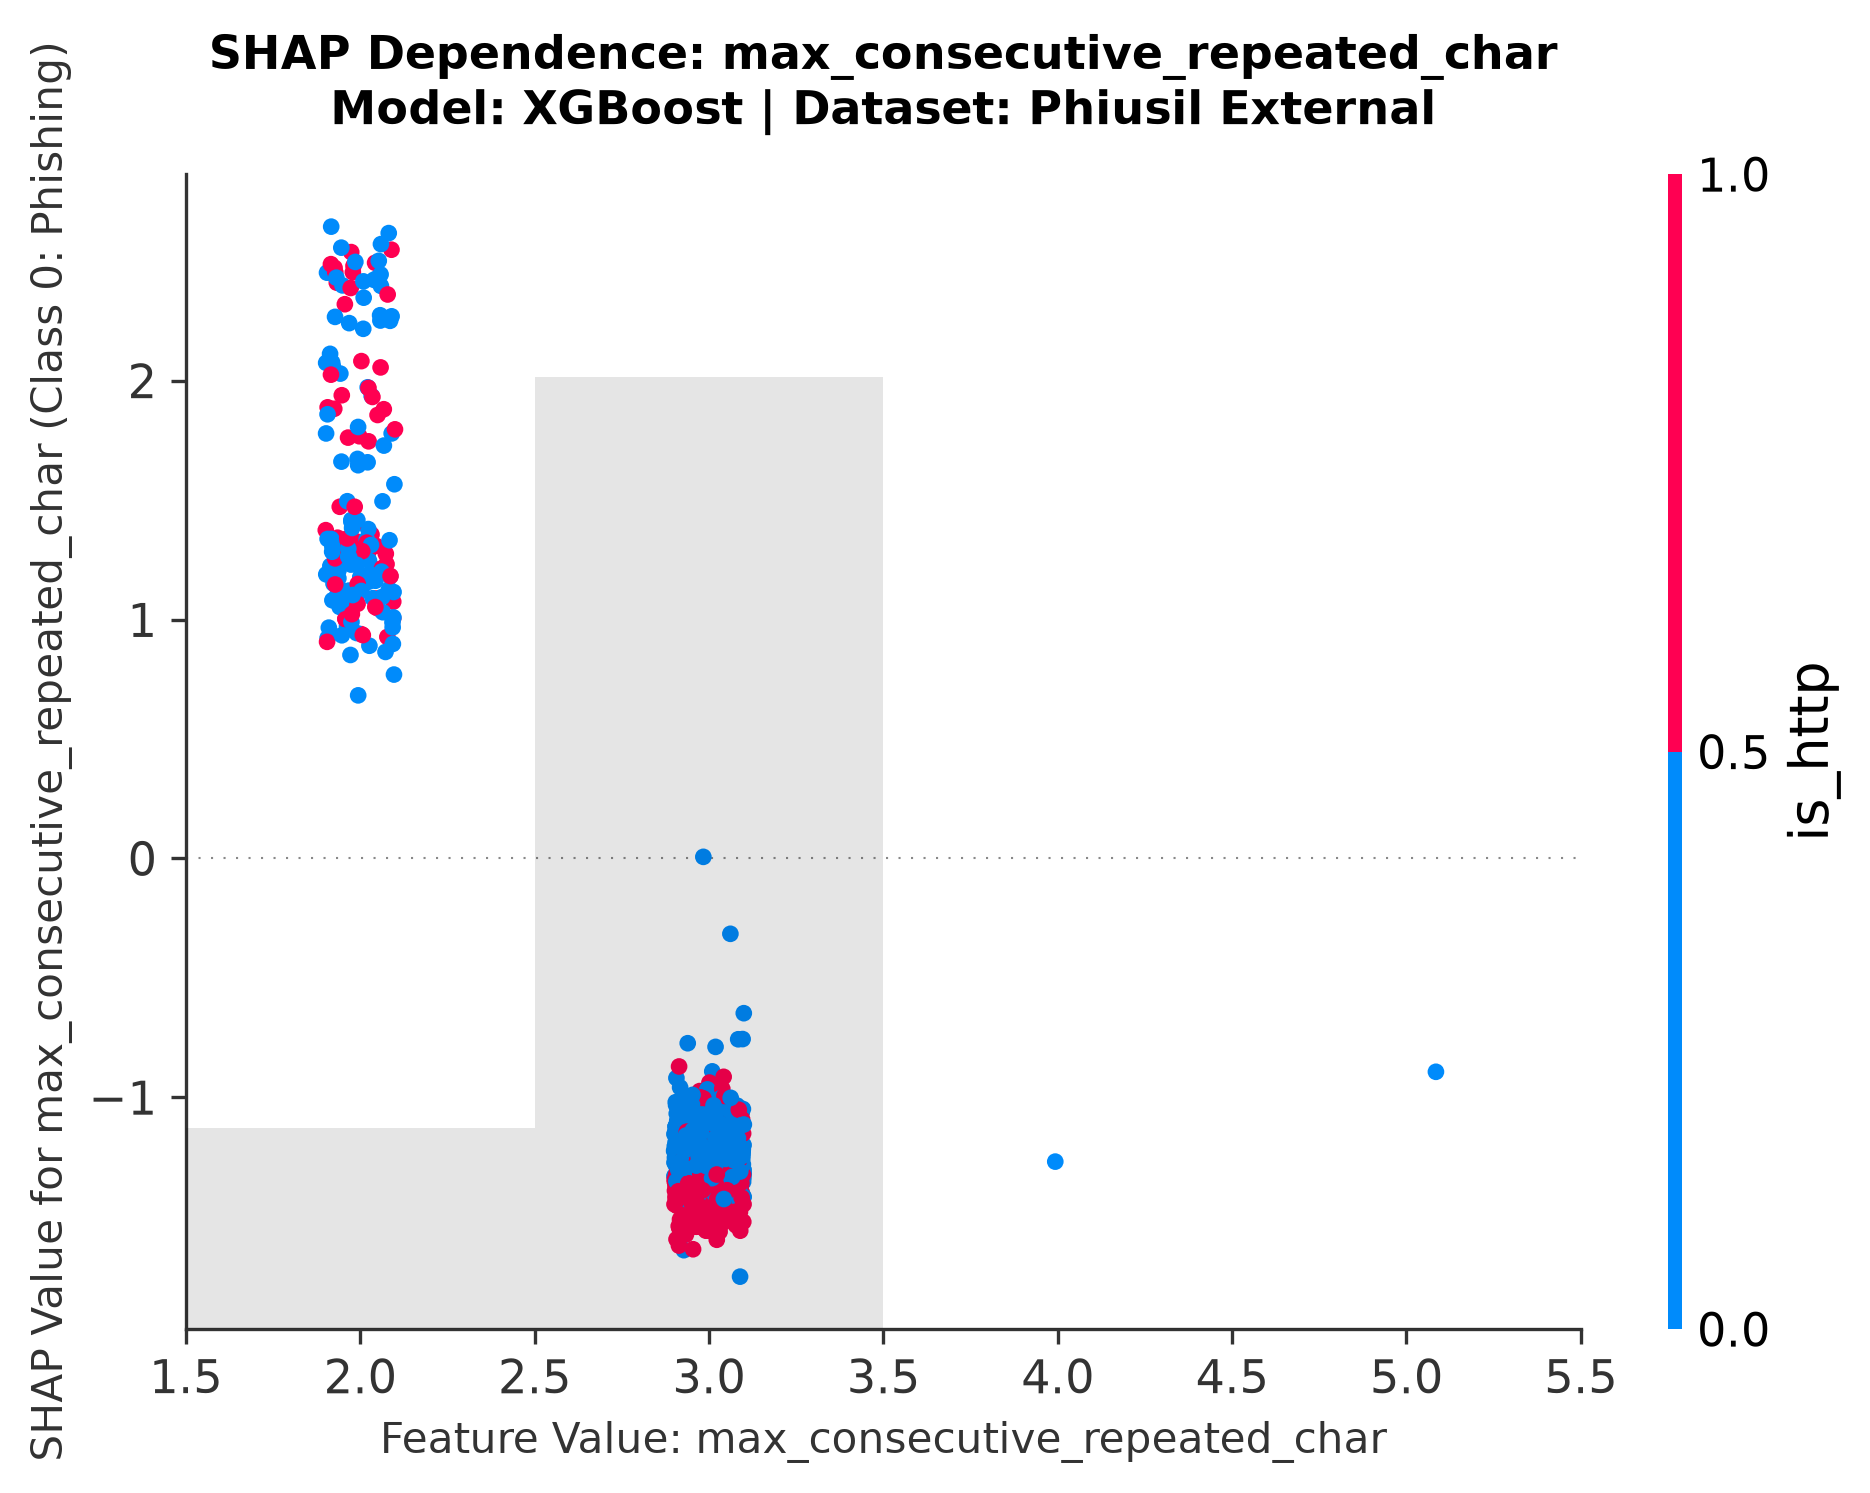 SHAP Dependence: max_consecutive_repeated_char
Model: XGBoost | Dataset: Phiusil External
SHAP Value for max_consecutive_repeated_char (Class 0: Phishing)
2
1
0
−1
1.5 2.0 2.5 3.0 3.5 4.0 4.5 5.0 5.5
Feature Value: max_consecutive_repeated_char
1.0
0.5
0.0
is_http